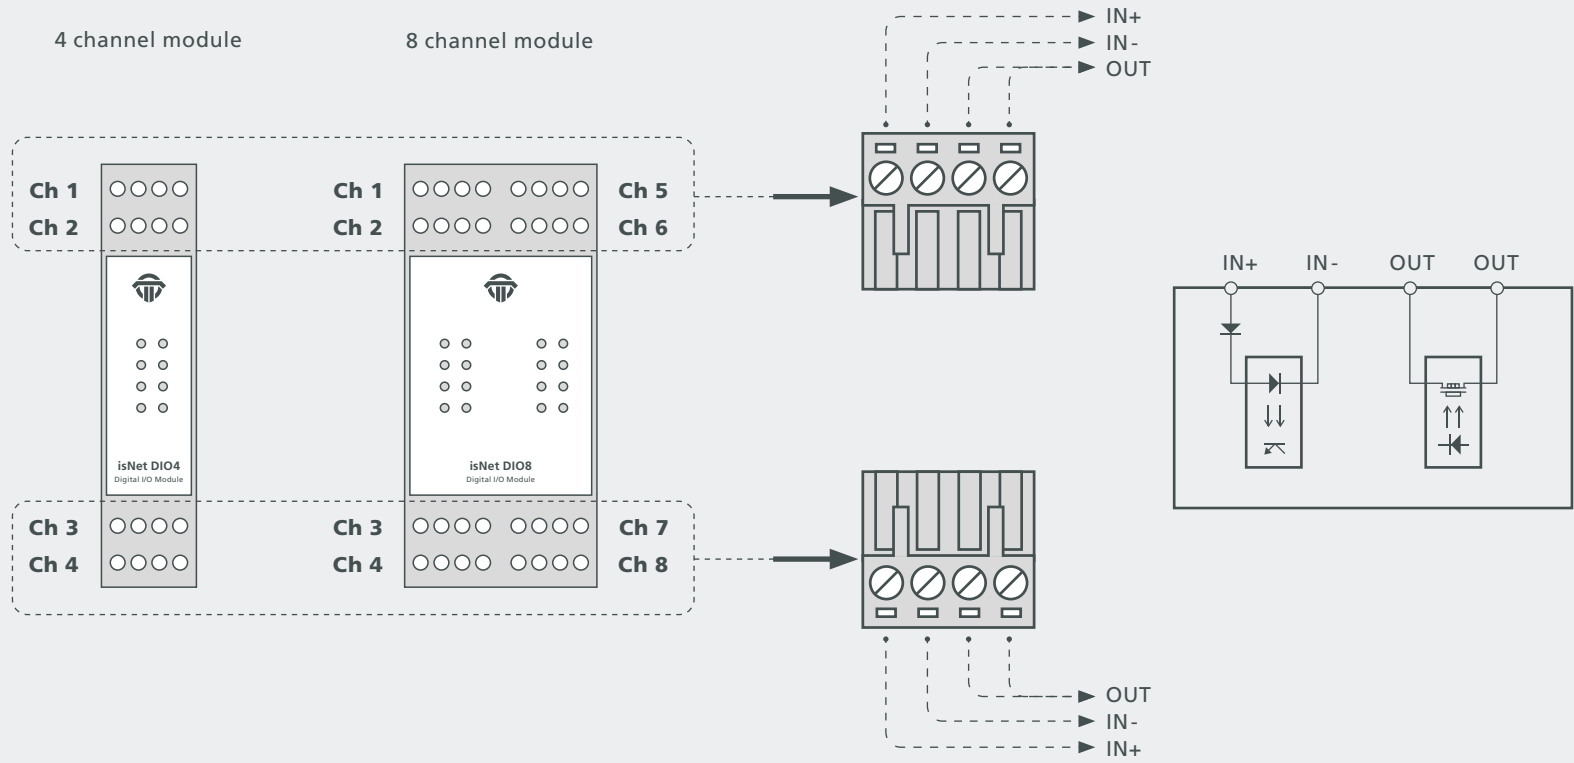 4 channel module
8 channel module
IN+
IN-
OUT
Ch 1
Ch 1
Ch 5
Ch 2
Ch 2
Ch 6
IN+ IN- OUT OUT
isNet DIO4
Digital I/O Module
isNet DIO8
Digital I/O Module
Ch 3
Ch 3
Ch 7
Ch 4
Ch 4
Ch 8
OUT
IN-
IN+